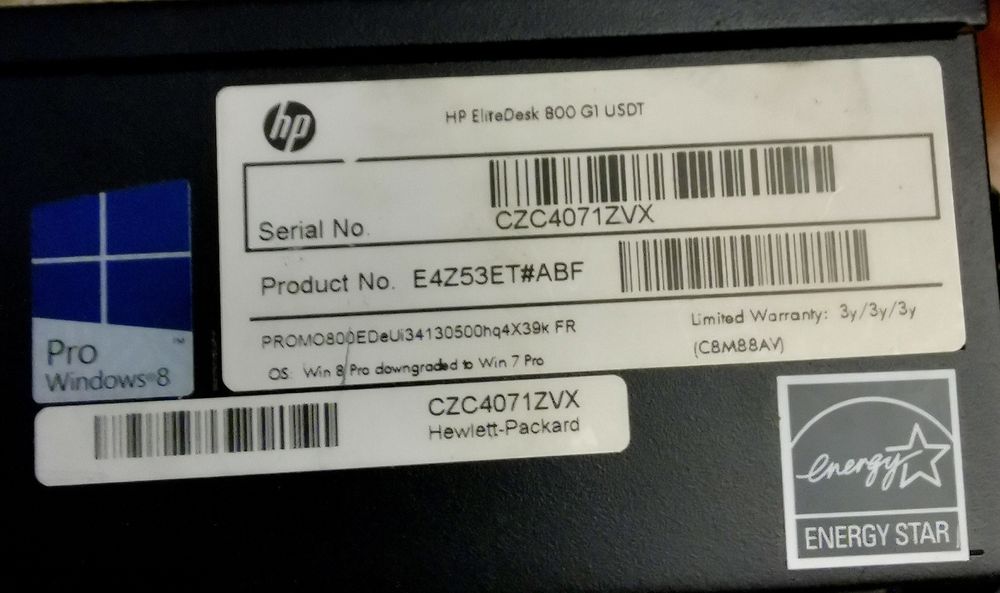 hp
HP EliteDesk 800 G1 USDT
Serial No.
CZC4071ZVX
Product No. E4Z53ET#ABF
PROMO800EDeUi34130500hq4X39k FR
Limited Warranty: 3y/3y/3y
OS: Win 8 Pro downgraded to Win 7 Pro
(C8M88AV)
Pro
Windows®8
™
CZC4071ZVX
Hewlett-Packard
energy
ENERGY STAR